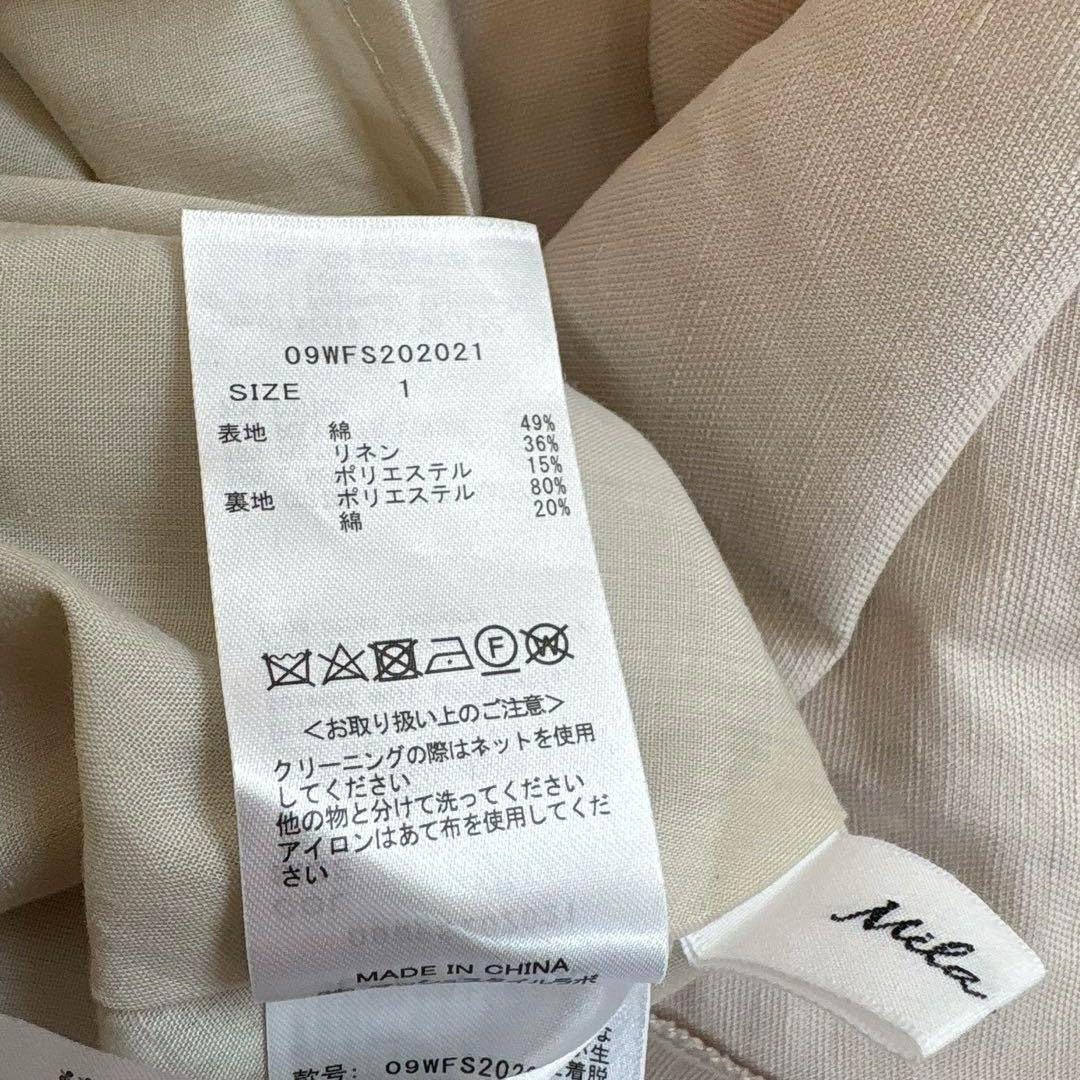 09WFS202021
SIZE 1
表地 綿 49%
リネン 36%
ポリエステル 15%
裏地 ポリエステル 80%
綿 20%
F
W
<お取り扱い上のご注意>
クリーニングの際はネットを使用
してください
他の物と分けて洗ってください
アイロンはあて布を使用してくだ
さい
MADE IN CHINA
Mila
款号: 09WFS202
着脱